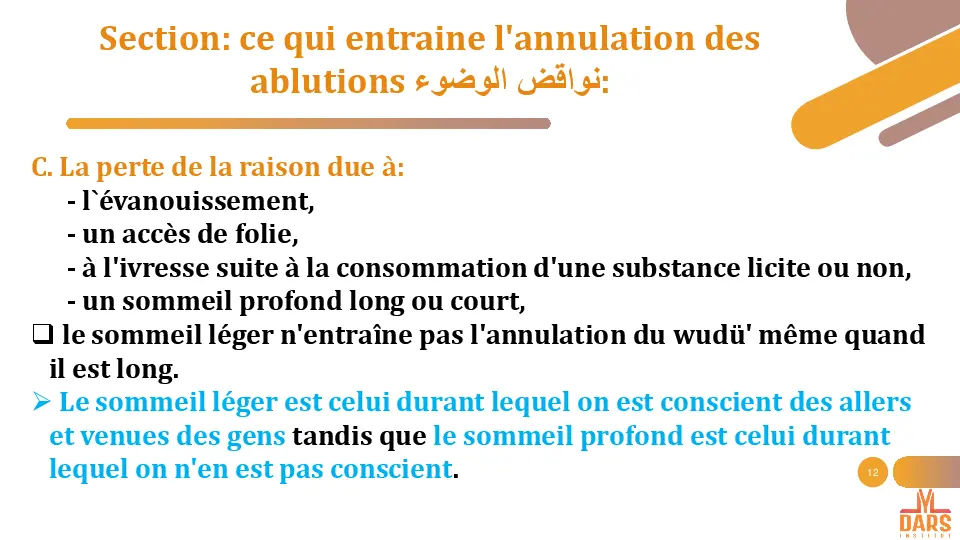 Section: ce qui entraine l'annulation des
ablutions نواقض الوضوء:
C. La perte de la raison due à:
- l`évanouissement,
- un accès de folie,
- à l'ivresse suite à la consommation d'une substance licite ou non,
- un sommeil profond long ou court,
❑ le sommeil léger n'entraîne pas l'annulation du wudü' même quand
il est long.
➢ Le sommeil léger est celui durant lequel on est conscient des allers
et venues des gens tandis que le sommeil profond est celui durant
lequel on n'en est pas conscient.
12
DARS
INSTITUT